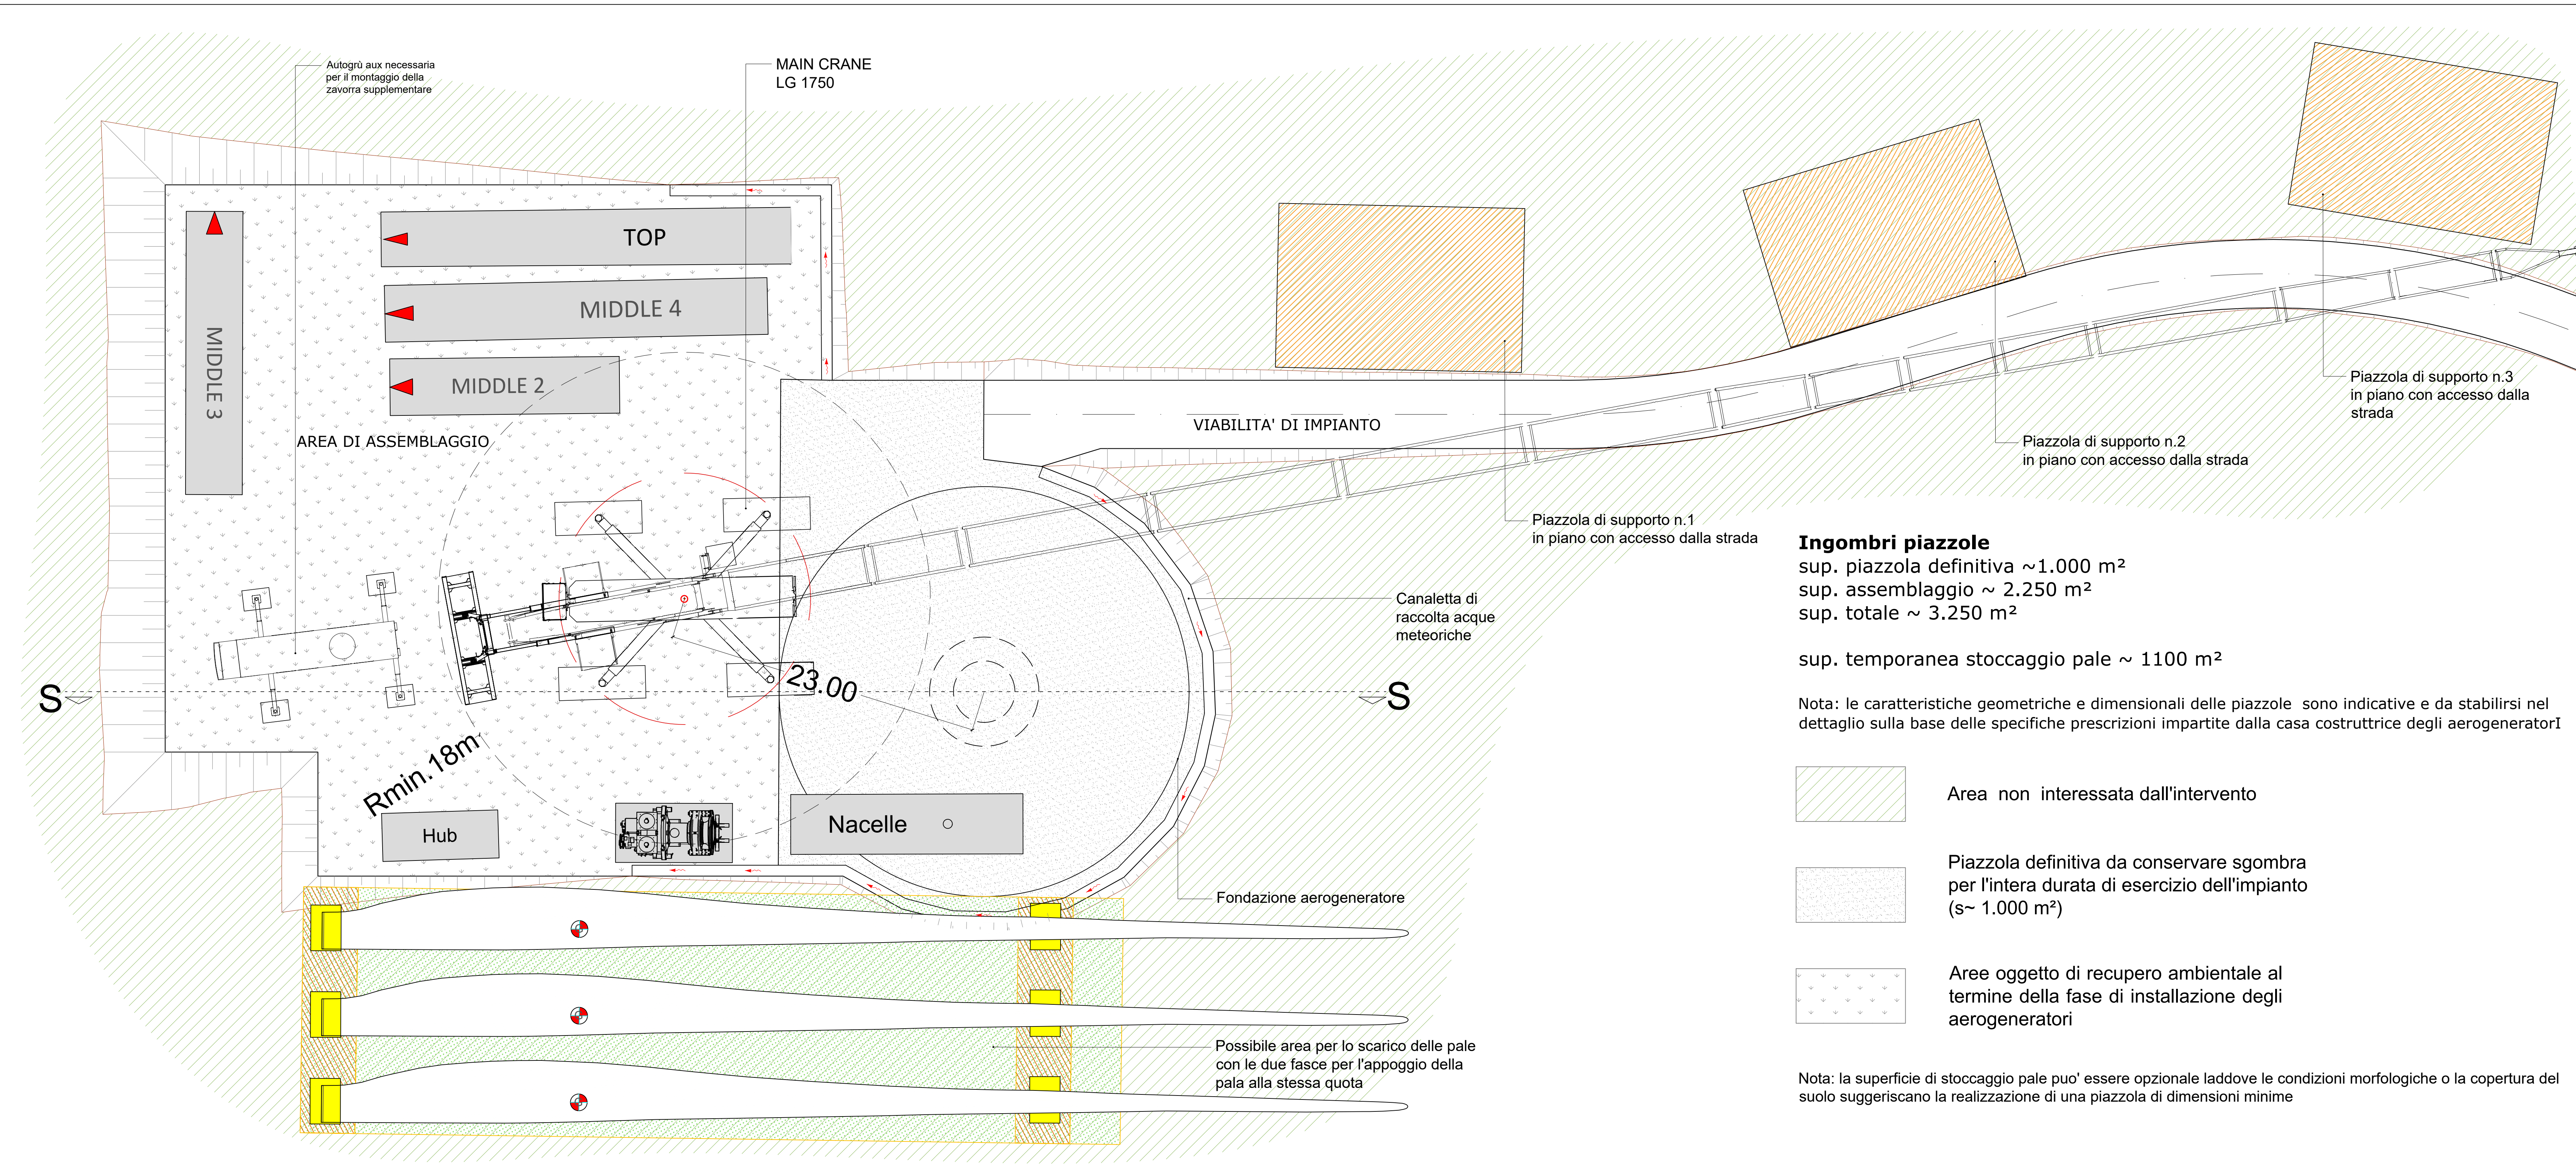 Autogrù aux necessaria
per il montaggio della
zavorra supplementare
MAIN CRANE
LG 1750
TOP
MIDDLE 4
MIDDLE 2
MIDDLE 3
AREA DI ASSEMBLAGGIO
VIABILITA' DI IMPIANTO
Piazzola di supporto n.3
in piano con accesso dalla
strada
Piazzola di supporto n.2
in piano con accesso dalla strada
Piazzola di supporto n.1
in piano con accesso dalla strada
Canaletta di
raccolta acque
meteoriche
S
S
23.00
Rmin.18m
Hub
Nacelle
Fondazione aerogeneratore
Possibile area per lo scarico delle pale
con le due fasce per l'appoggio della
pala alla stessa quota
Ingombri piazzole
sup. piazzola definitiva ~1.000 m²
sup. assemblaggio ~ 2.250 m²
sup. totale ~ 3.250 m²
sup. temporanea stoccaggio pale ~ 1100 m²
Nota: le caratteristiche geometriche e dimensionali delle piazzole sono indicative e da stabilirsi nel
dettaglio sulla base delle specifiche prescrizioni impartite dalla casa costruttrice degli aerogeneratorI
Area non interessata dall'intervento
Piazzola definitiva da conservare sgombra
per l'intera durata di esercizio dell'impianto
(s~ 1.000 m²)
Aree oggetto di recupero ambientale al
termine della fase di installazione degli
aerogeneratori
Nota: la superficie di stoccaggio pale puo' essere opzionale laddove le condizioni morfologiche o la copertura del
suolo suggeriscano la realizzazione di una piazzola di dimensioni minime